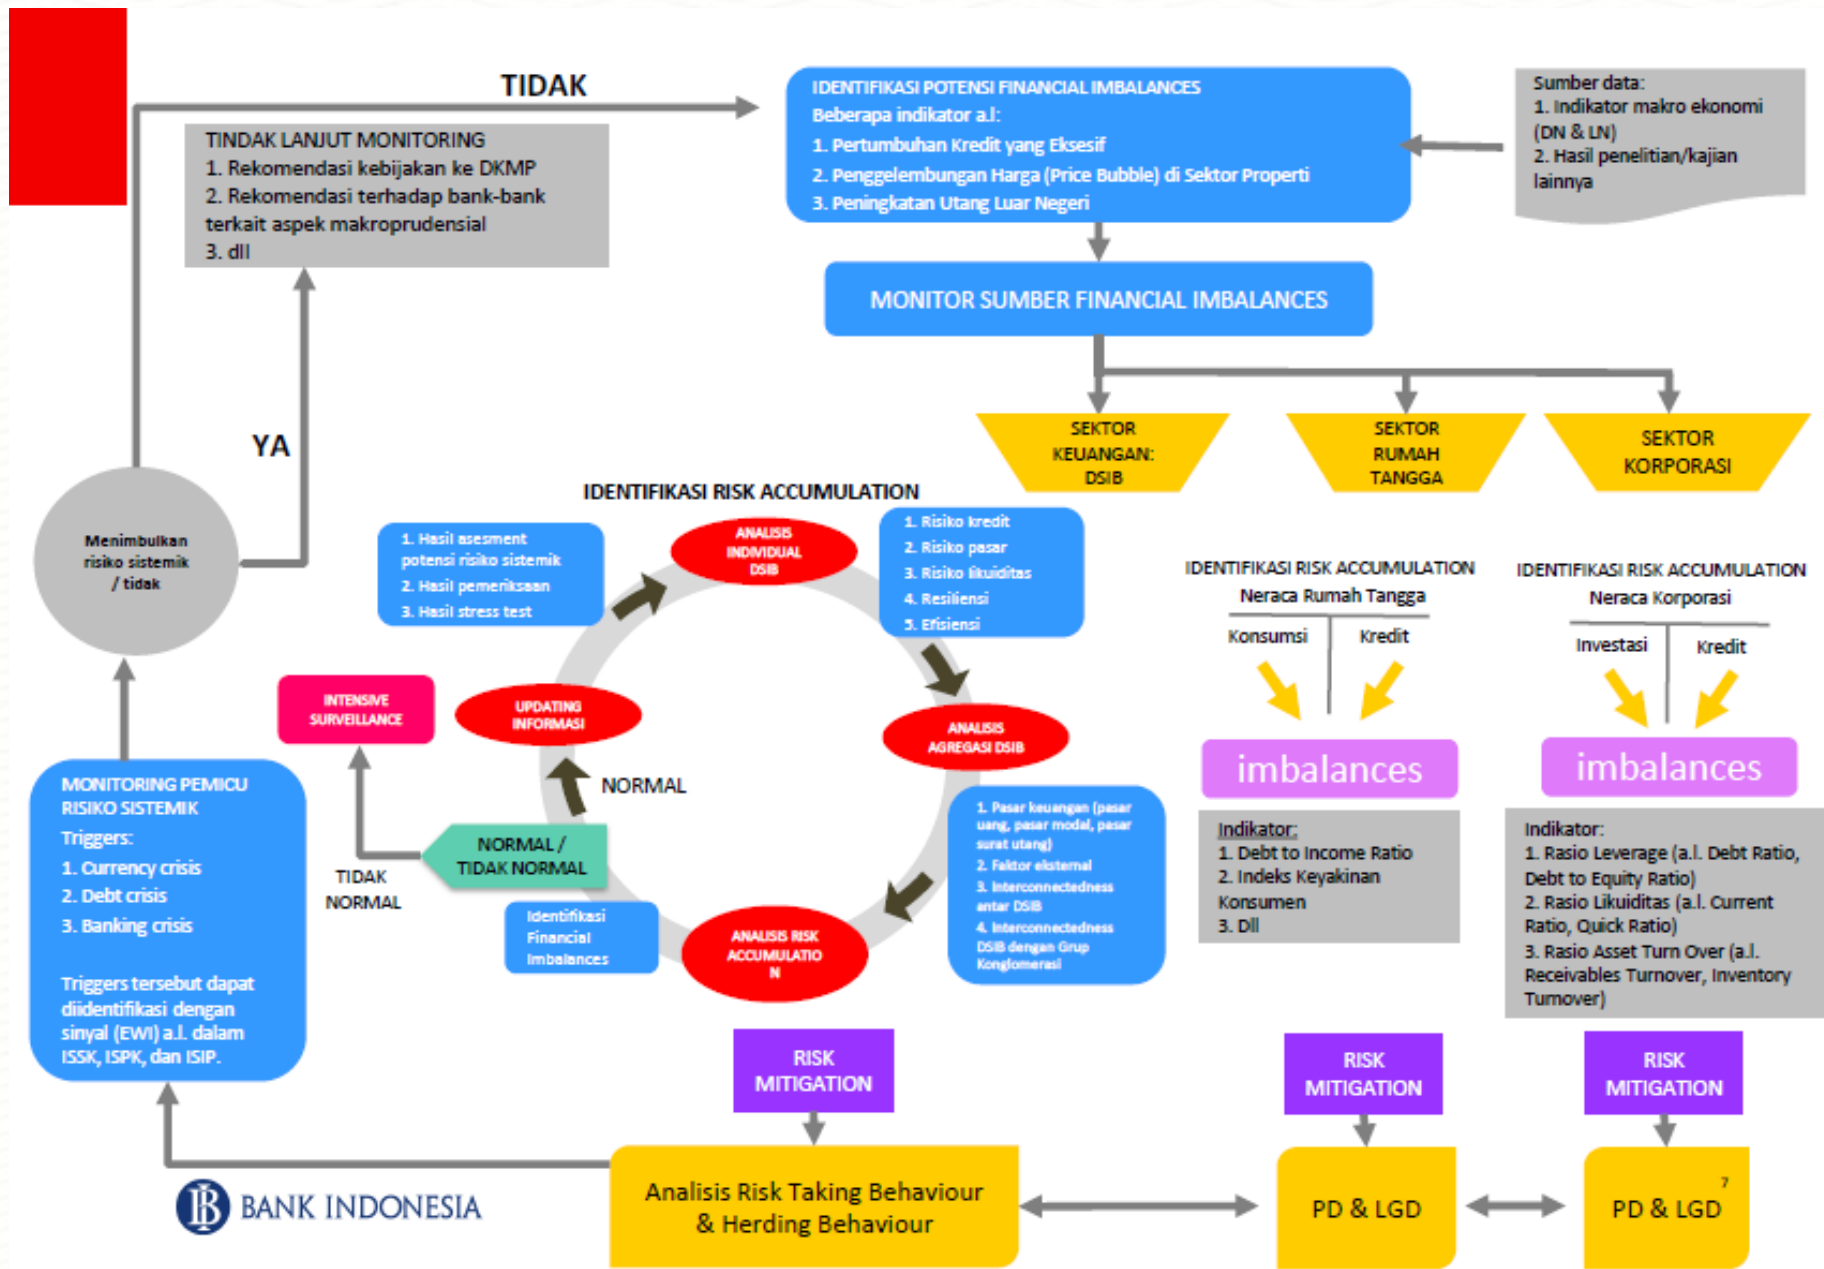 TIDAK
IDENTIFIKASI POTENSI FINANCIAL IMBALANCES
Beberapa indikator a.l:
1. Pertumbuhan Kredit yang Eksesif
2. Penggelembungan Harga (Price Bubble) di Sektor Properti
3. Peningkatan Utang Luar Negeri
Sumber data:
1. Indikator makro ekonomi
(DN & LN)
2. Hasil penelitian/kajian
lainnya
TINDAK LANJUT MONITORING
1. Rekomendasi kebijakan ke DKMP
2. Rekomendasi terhadap bank-bank
terkait aspek makroprudensial
3. dll
MONITOR SUMBER FINANCIAL IMBALANCES
YA
SEKTOR
KEUANGAN:
DSIB
SEKTOR
RUMAH
TANGGA
SEKTOR
KORPORASI
Menimbulkan
risiko sistemik
/ tidak
IDENTIFIKASI RISK ACCUMULATION
1. Hasil asesment
potensi risiko sistemik
2. Hasil pemeriksaan
3. Hasil stress test
ANALISIS
INDIVIDUAL
DSIB
1. Risiko kredit
2. Risiko pasar
3. Risiko likuiditas
4. Resiliensi
5. Efisiensi
INTENSIVE
SURVEILLANCE
UPDATING
INFORMASI
ANALISIS
AGREGASI DSIB
NORMAL
NORMAL /
TIDAK NORMAL
TIDAK
NORMAL
Identifikasi
Financial
Imbalances
ANALISIS RISK
ACCUMULATIO
N
1. Pasar keuangan (pasar
uang, pasar modal, pasar
surat utang)
2. Faktor eksternal
3. Interconnectedness
antar DSIB
4. Interconnectedness
DSIB dengan Grup
Konglomerasi
IDENTIFIKASI RISK ACCUMULATION
Neraca Rumah Tangga
Konsumsi
Kredit
imbalances
Indikator:
1. Debt to Income Ratio
2. Indeks Keyakinan
Konsumen
3. Dll
IDENTIFIKASI RISK ACCUMULATION
Neraca Korporasi
Investasi
Kredit
imbalances
Indikator:
1. Rasio Leverage (a.l. Debt Ratio,
Debt to Equity Ratio)
2. Rasio Likuiditas (a.l. Current
Ratio, Quick Ratio)
3. Rasio Asset Turn Over (a.l.
Receivables Turnover, Inventory
Turnover)
MONITORING PEMICU
RISIKO SISTEMIK
Triggers:
1. Currency crisis
2. Debt crisis
3. Banking crisis
Triggers tersebut dapat
diidentifikasi dengan
sinyal (EWI) a.l. dalam
ISSK, ISPK, dan ISIP.
RISK
MITIGATION
RISK
MITIGATION
RISK
MITIGATION
Analisis Risk Taking Behaviour
& Herding Behaviour
PD & LGD
PD & LGD
7
BANK INDONESIA